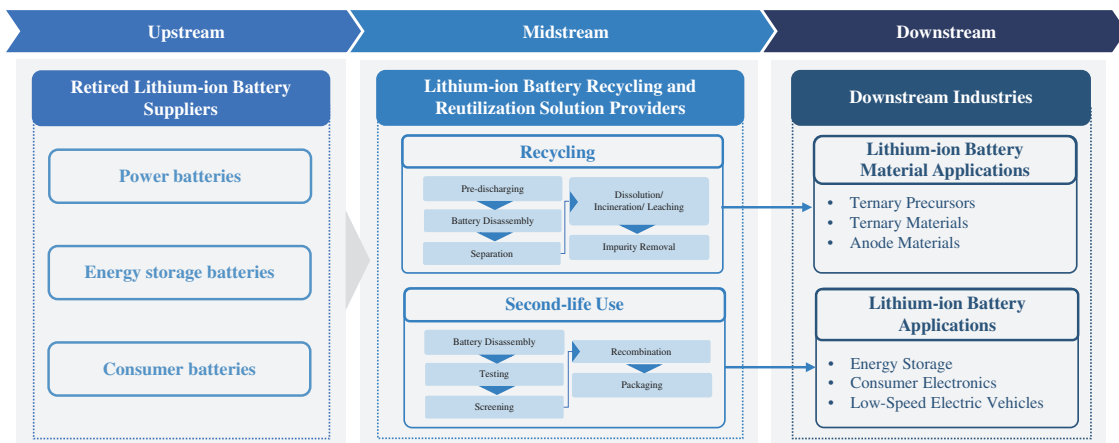 Upstream
Midstream
Downstream
Retired Lithium-ion Battery
Suppliers
Power batteries
Energy storage batteries
Consumer batteries
Lithium-ion Battery Recycling and
Reutilization Solution Providers
Recycling
Pre-discharging
Battery Disassembly
Separation
Dissolution/
Incineration/ Leaching
Impurity Removal
Second-life Use
Battery Disassembly
Testing
Screening
Recombination
Packaging
Downstream Industries
Lithium-ion Battery
Material Applications
• Ternary Precursors
• Ternary Materials
• Anode Materials
Lithium-ion Battery
Applications
• Energy Storage
• Consumer Electronics
• Low-Speed Electric Vehicles